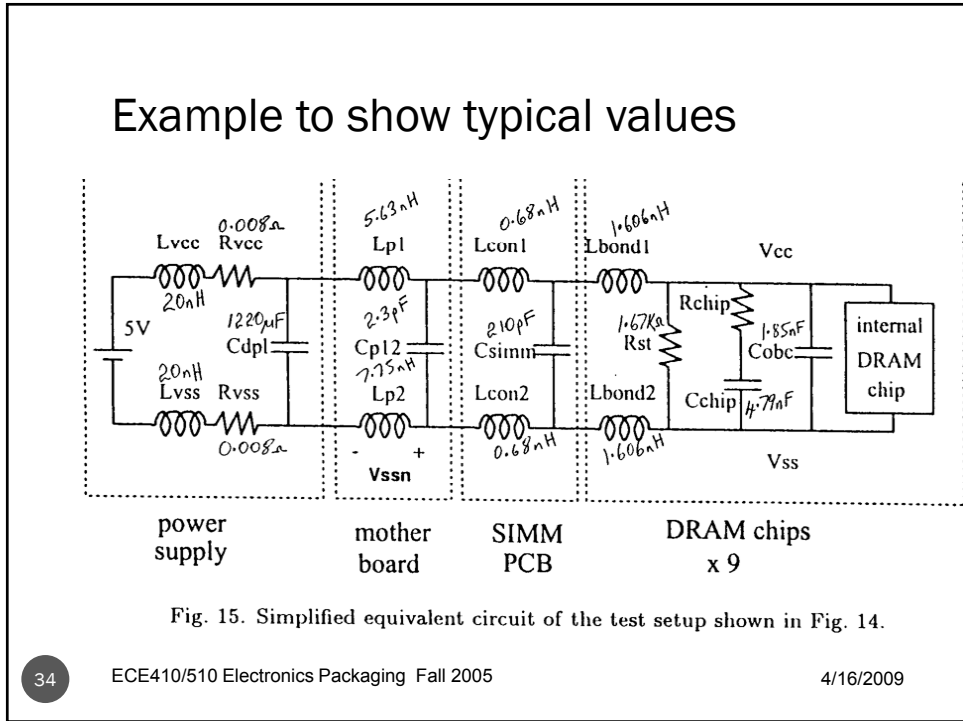 Example to show typical values
0.008Ω
5.63nH
0.68nH
1.606nH
Lvcc Rvcc
Lp1
Lcon1
Lbond1
Vcc
20nH
Rchip
5V
1220μF
2.3pF
210pF
1.67KΩ
1.85nF
internal
Cdpl
Cp12
Csimm
Rst
Cobc
DRAM
20nH
7.75nH
chip
Lvss Rvss
Lp2
Lcon2
Lbond2
Cchip
4.79nF
0.008Ω
- +
0.68nH
1.606nH
Vssn
Vss
power
supply
mother
board
SIMM
PCB
DRAM chips
x 9
Fig. 15. Simplified equivalent circuit of the test setup shown in Fig. 14.
34
ECE410/510 Electronics Packaging Fall 2005
4/16/2009